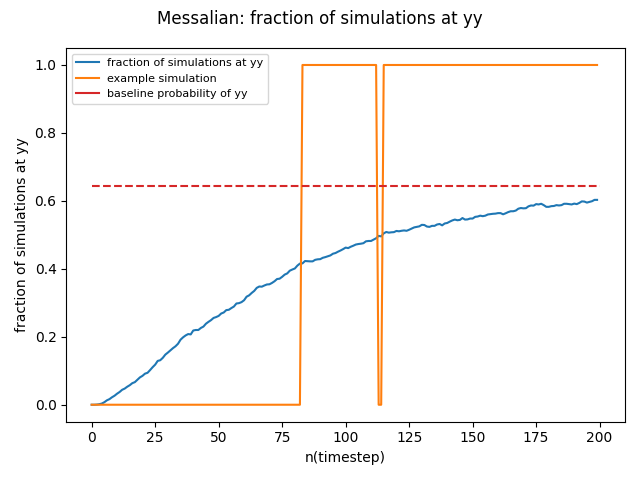 Messalian: fraction of simulations at yy
fraction of simulations at yy
example simulation
baseline probability of yy
fraction of simulations at yy
1.0
0.8
0.6
0.4
0.2
0.0
0
25
50
75
100
125
150
175
200
n(timestep)